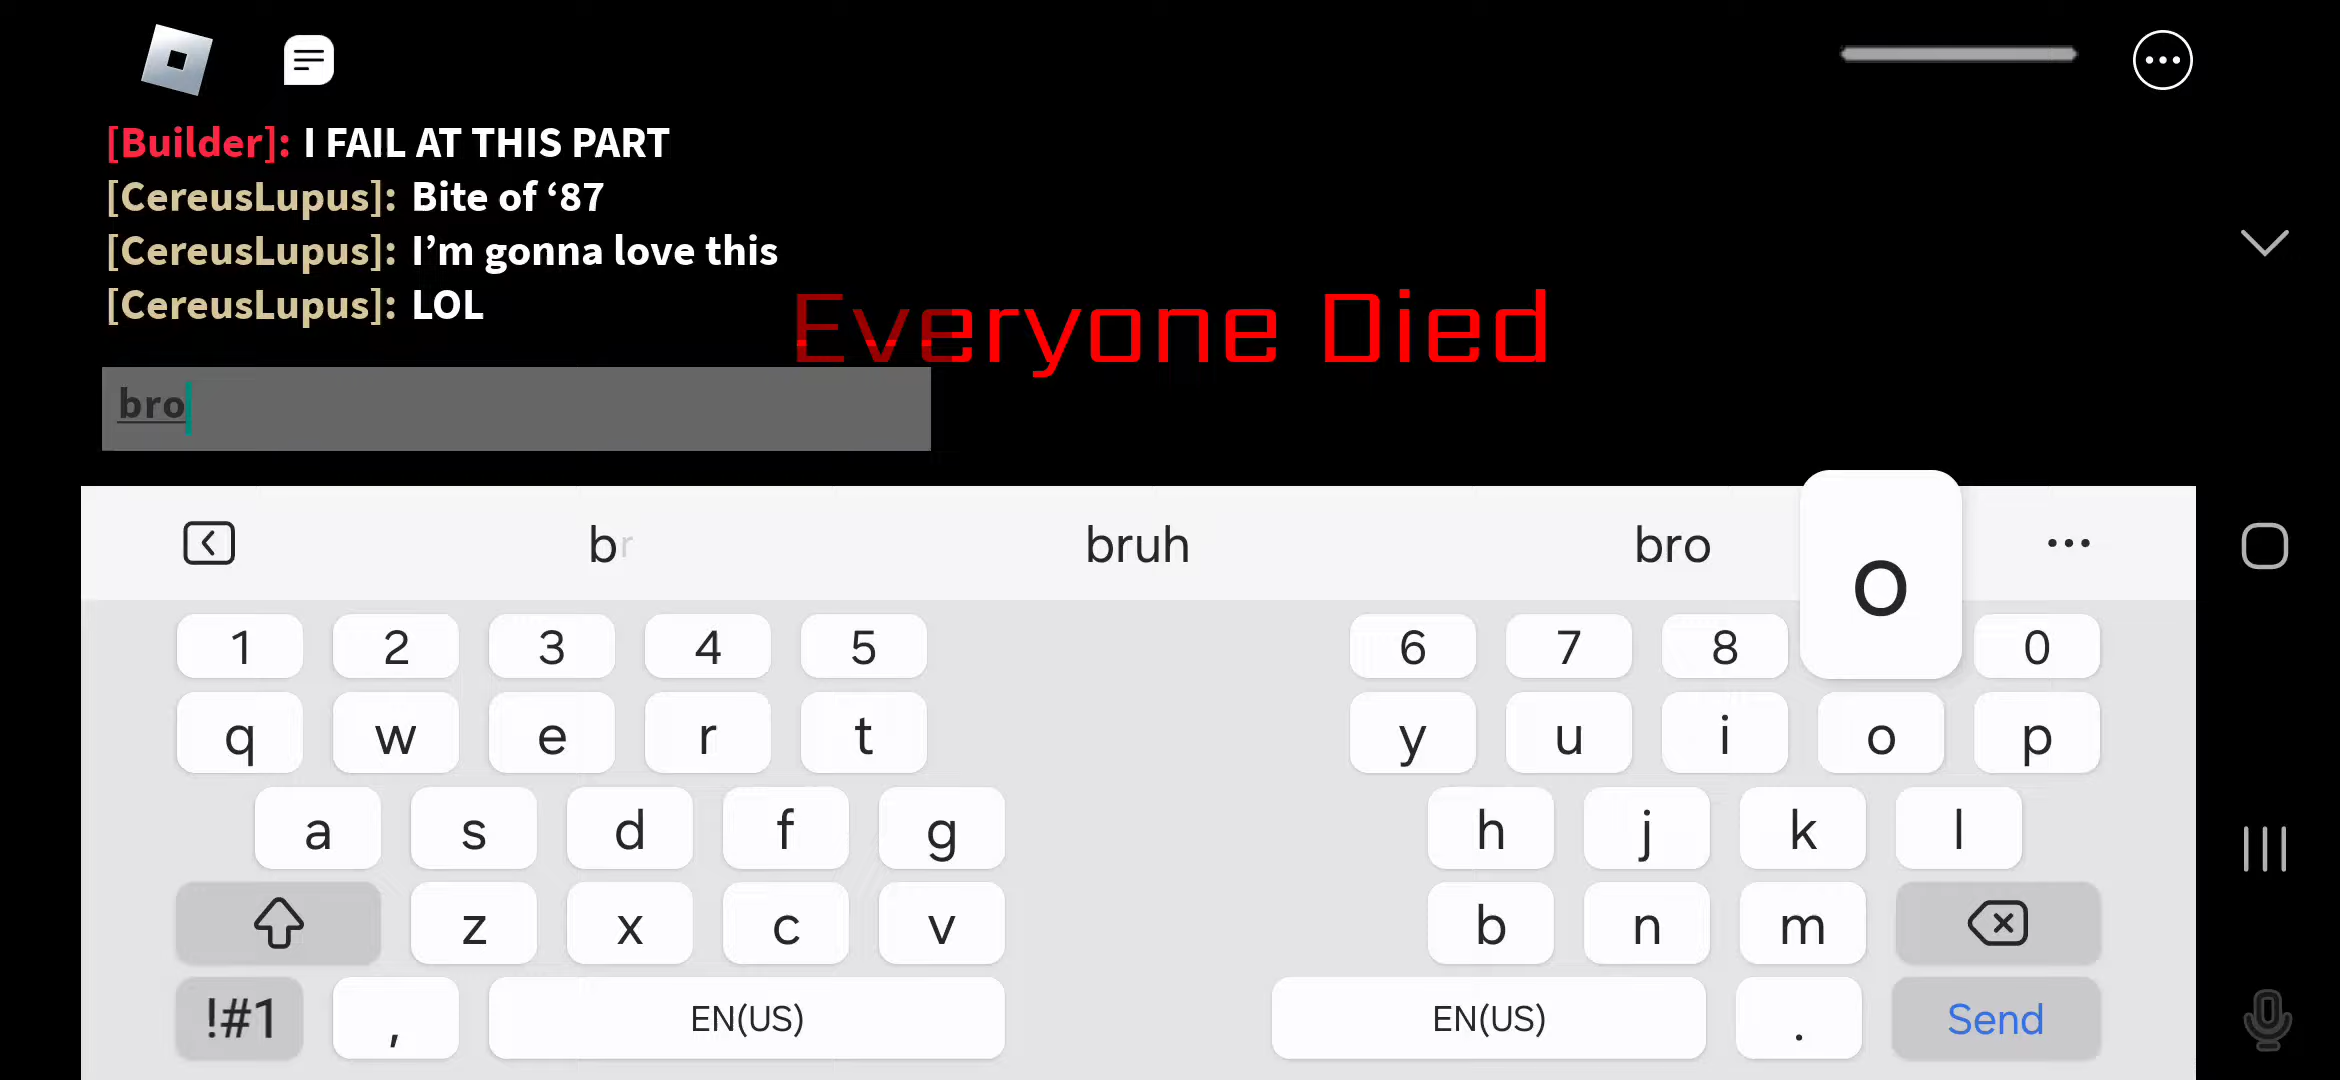 [Builder]: I FAIL AT THIS PART
[CereusLupus]: Bite of ‘87
[CereusLupus]: I’m gonna love this
[CereusLupus]: LOL
Everyone Died
bro
br bruh bro
o
1 2 3 4 5 6 7 8 0
q w e r t y u i o p
a s d f g h j k l
z x c v b n m
!#1 , EN(US) EN(US) . Send